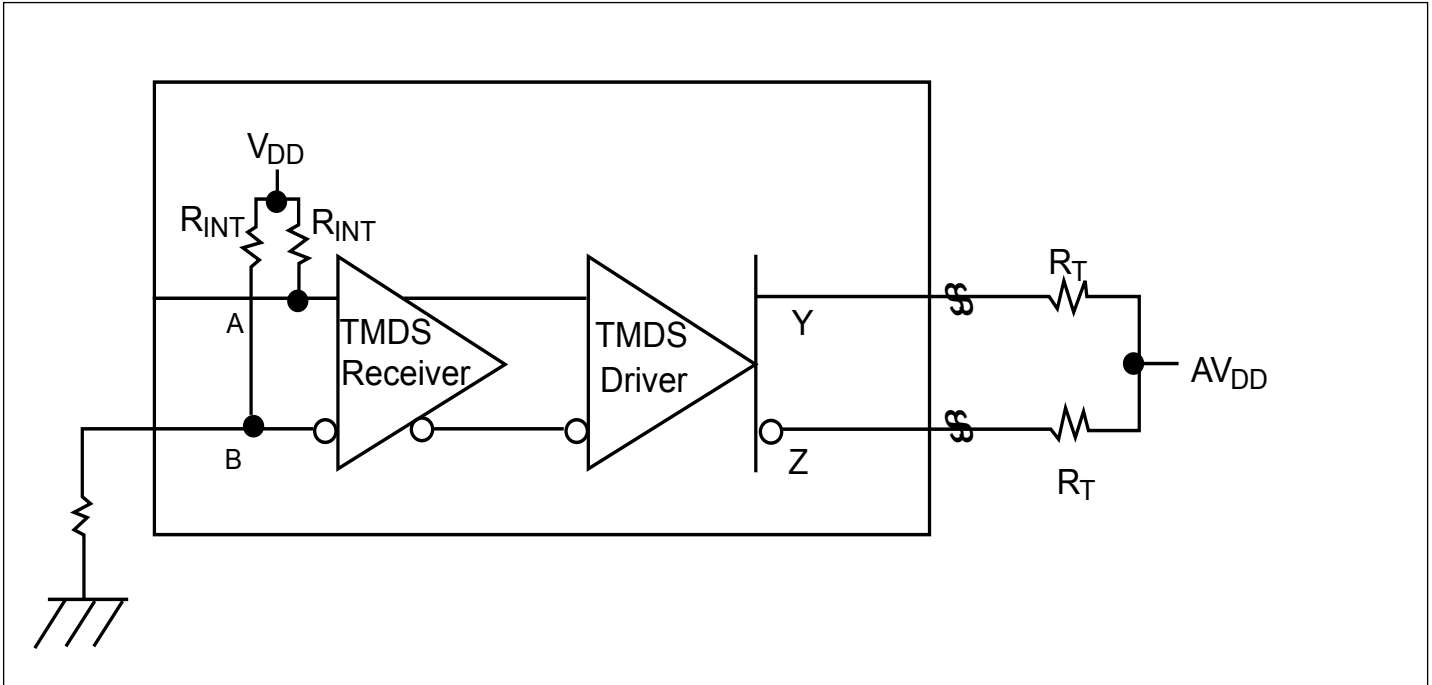 VDD
RINT
RINT
A
TMDS
Receiver
B
TMDS
Driver
Y
Z
RT
AVDD
RT